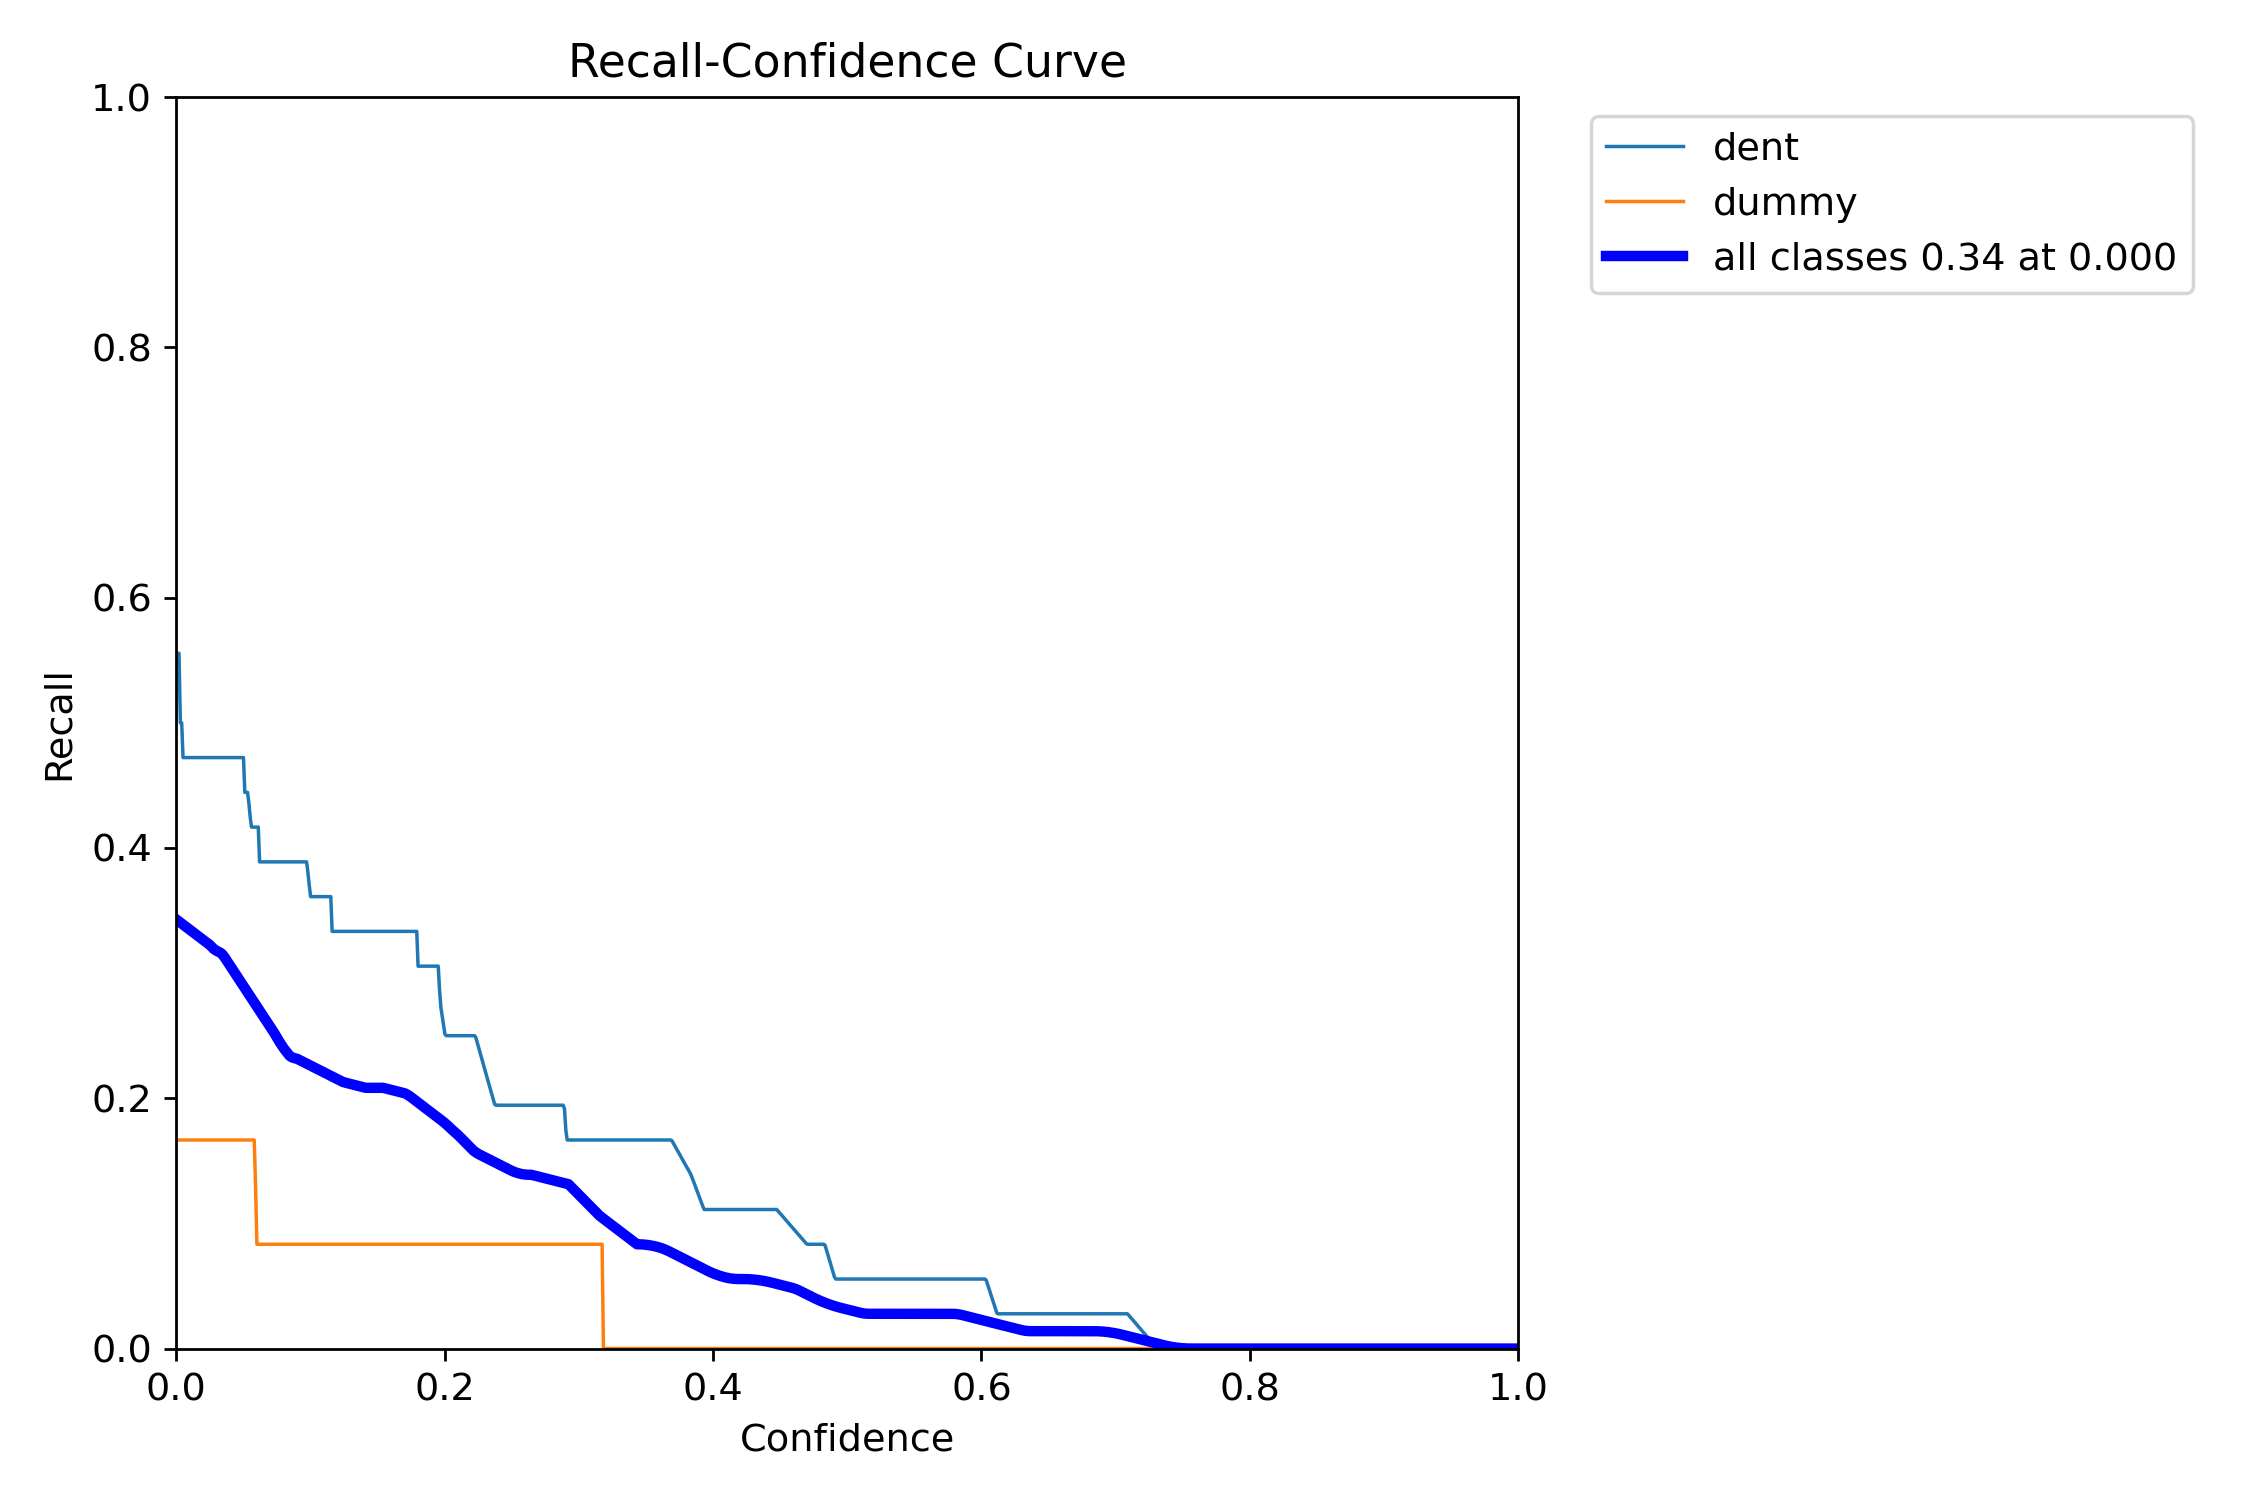 Recall-Confidence Curve
1.0
0.8
0.6
0.4
0.2
0.0
Recall
0.0 0.2 0.4 0.6 0.8 1.0
Confidence
dent
dummy
all classes 0.34 at 0.000